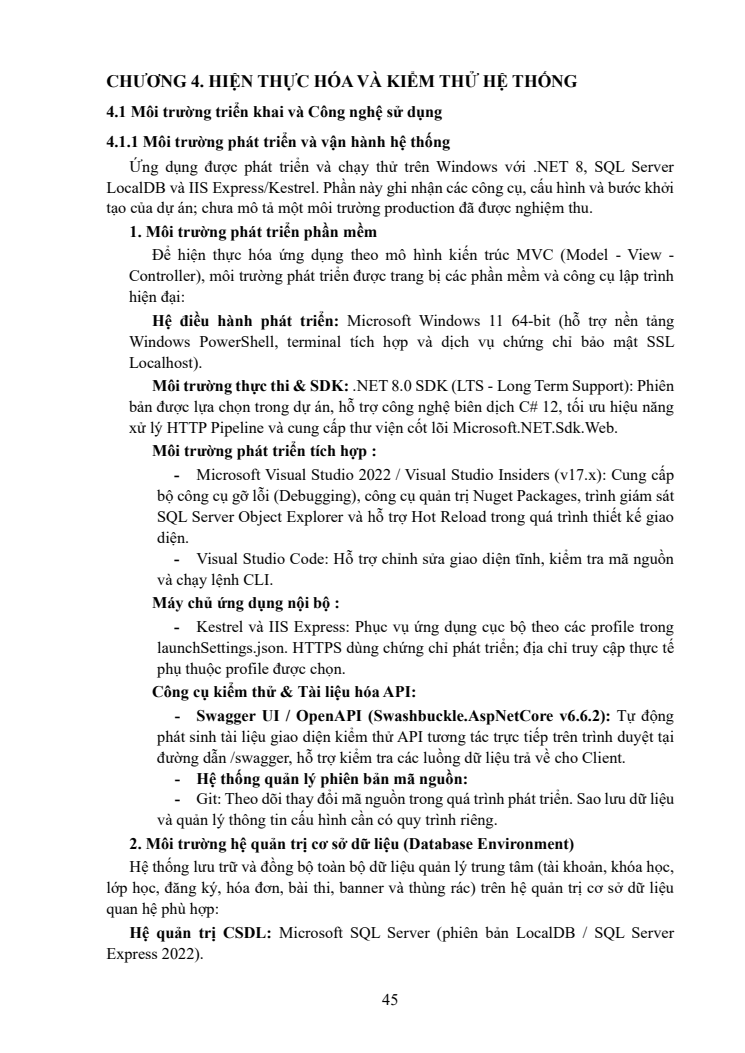 CHƯƠNG 4. HIỆN THỰC HÓA VÀ KIỂM THỬ HỆ THỐNG
4.1 Môi trường triển khai và Công nghệ sử dụng
4.1.1 Môi trường phát triển và vận hành hệ thống
Ứng dụng được phát triển và chạy thử trên Windows với .NET 8, SQL Server
LocalDB và IIS Express/Kestrel. Phần này ghi nhận các công cụ, cấu hình và bước khởi
tạo của dự án; chưa mô tả một môi trường production đã được nghiệm thu.
1. Môi trường phát triển phần mềm
Để hiện thực hóa ứng dụng theo mô hình kiến trúc MVC (Model - View -
Controller), môi trường phát triển được trang bị các phần mềm và công cụ lập trình
hiện đại:
Hệ điều hành phát triển: Microsoft Windows 11 64-bit (hỗ trợ nền tảng
Windows PowerShell, terminal tích hợp và dịch vụ chứng chỉ bảo mật SSL
Localhost).
Môi trường thực thi & SDK: .NET 8.0 SDK (LTS - Long Term Support): Phiên
bản được lựa chọn trong dự án, hỗ trợ công nghệ biên dịch C# 12, tối ưu hiệu năng
xử lý HTTP Pipeline và cung cấp thư viện cốt lõi Microsoft.NET.Sdk.Web.
Môi trường phát triển tích hợp :
- Microsoft Visual Studio 2022 / Visual Studio Insiders (v17.x): Cung cấp
bộ công cụ gỡ lỗi (Debugging), công cụ quản trị Nuget Packages, trình giám sát
SQL Server Object Explorer và hỗ trợ Hot Reload trong quá trình thiết kế giao
diện.
- Visual Studio Code: Hỗ trợ chỉnh sửa giao diện tĩnh, kiểm tra mã nguồn
và chạy lệnh CLI.
Máy chủ ứng dụng nội bộ :
- Kestrel và IIS Express: Phục vụ ứng dụng cục bộ theo các profile trong
launchSettings.json. HTTPS dùng chứng chỉ phát triển; địa chỉ truy cập thực tế
phụ thuộc profile được chọn.
Công cụ kiểm thử & Tài liệu hóa API:
- Swagger UI / OpenAPI (Swashbuckle.AspNetCore v6.6.2): Tự động
phát sinh tài liệu giao diện kiểm thử API tương tác trực tiếp trên trình duyệt tại
đường dẫn /swagger, hỗ trợ kiểm tra các luồng dữ liệu trả về cho Client.
- Hệ thống quản lý phiên bản mã nguồn:
- Git: Theo dõi thay đổi mã nguồn trong quá trình phát triển. Sao lưu dữ liệu
và quản lý thông tin cấu hình cần có quy trình riêng.
2. Môi trường hệ quản trị cơ sở dữ liệu (Database Environment)
Hệ thống lưu trữ và đồng bộ toàn bộ dữ liệu quản lý trung tâm (tài khoản, khóa học,
lớp học, đăng ký, hóa đơn, bài thi, banner và thùng rác) trên hệ quản trị cơ sở dữ liệu
quan hệ phù hợp:
Hệ quản trị CSDL: Microsoft SQL Server (phiên bản LocalDB / SQL Server
Express 2022).
45